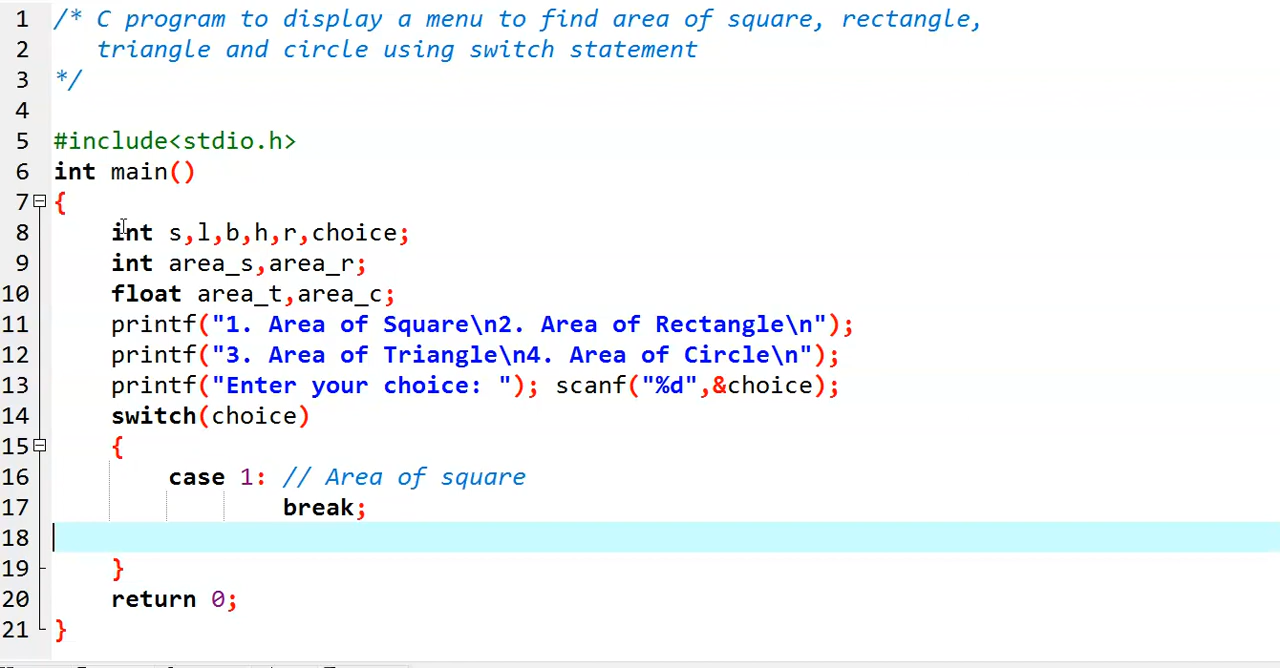 1 /* C program to display a menu to find area of square, rectangle,
2 triangle and circle using switch statement
3 */
4
5 #include<stdio.h>
6 int main()
7 {
8 int s,l,b,h,r,choice;
9 int area_s,area_r;
10 float area_t,area_c;
11 printf("1. Area of Square\n2. Area of Rectangle\n");
12 printf("3. Area of Triangle\n4. Area of Circle\n");
13 printf("Enter your choice: "); scanf("%d",&choice);
14 switch(choice)
15 {
16 case 1: // Area of square
17 break;
18
19 }
20 return 0;
21 }